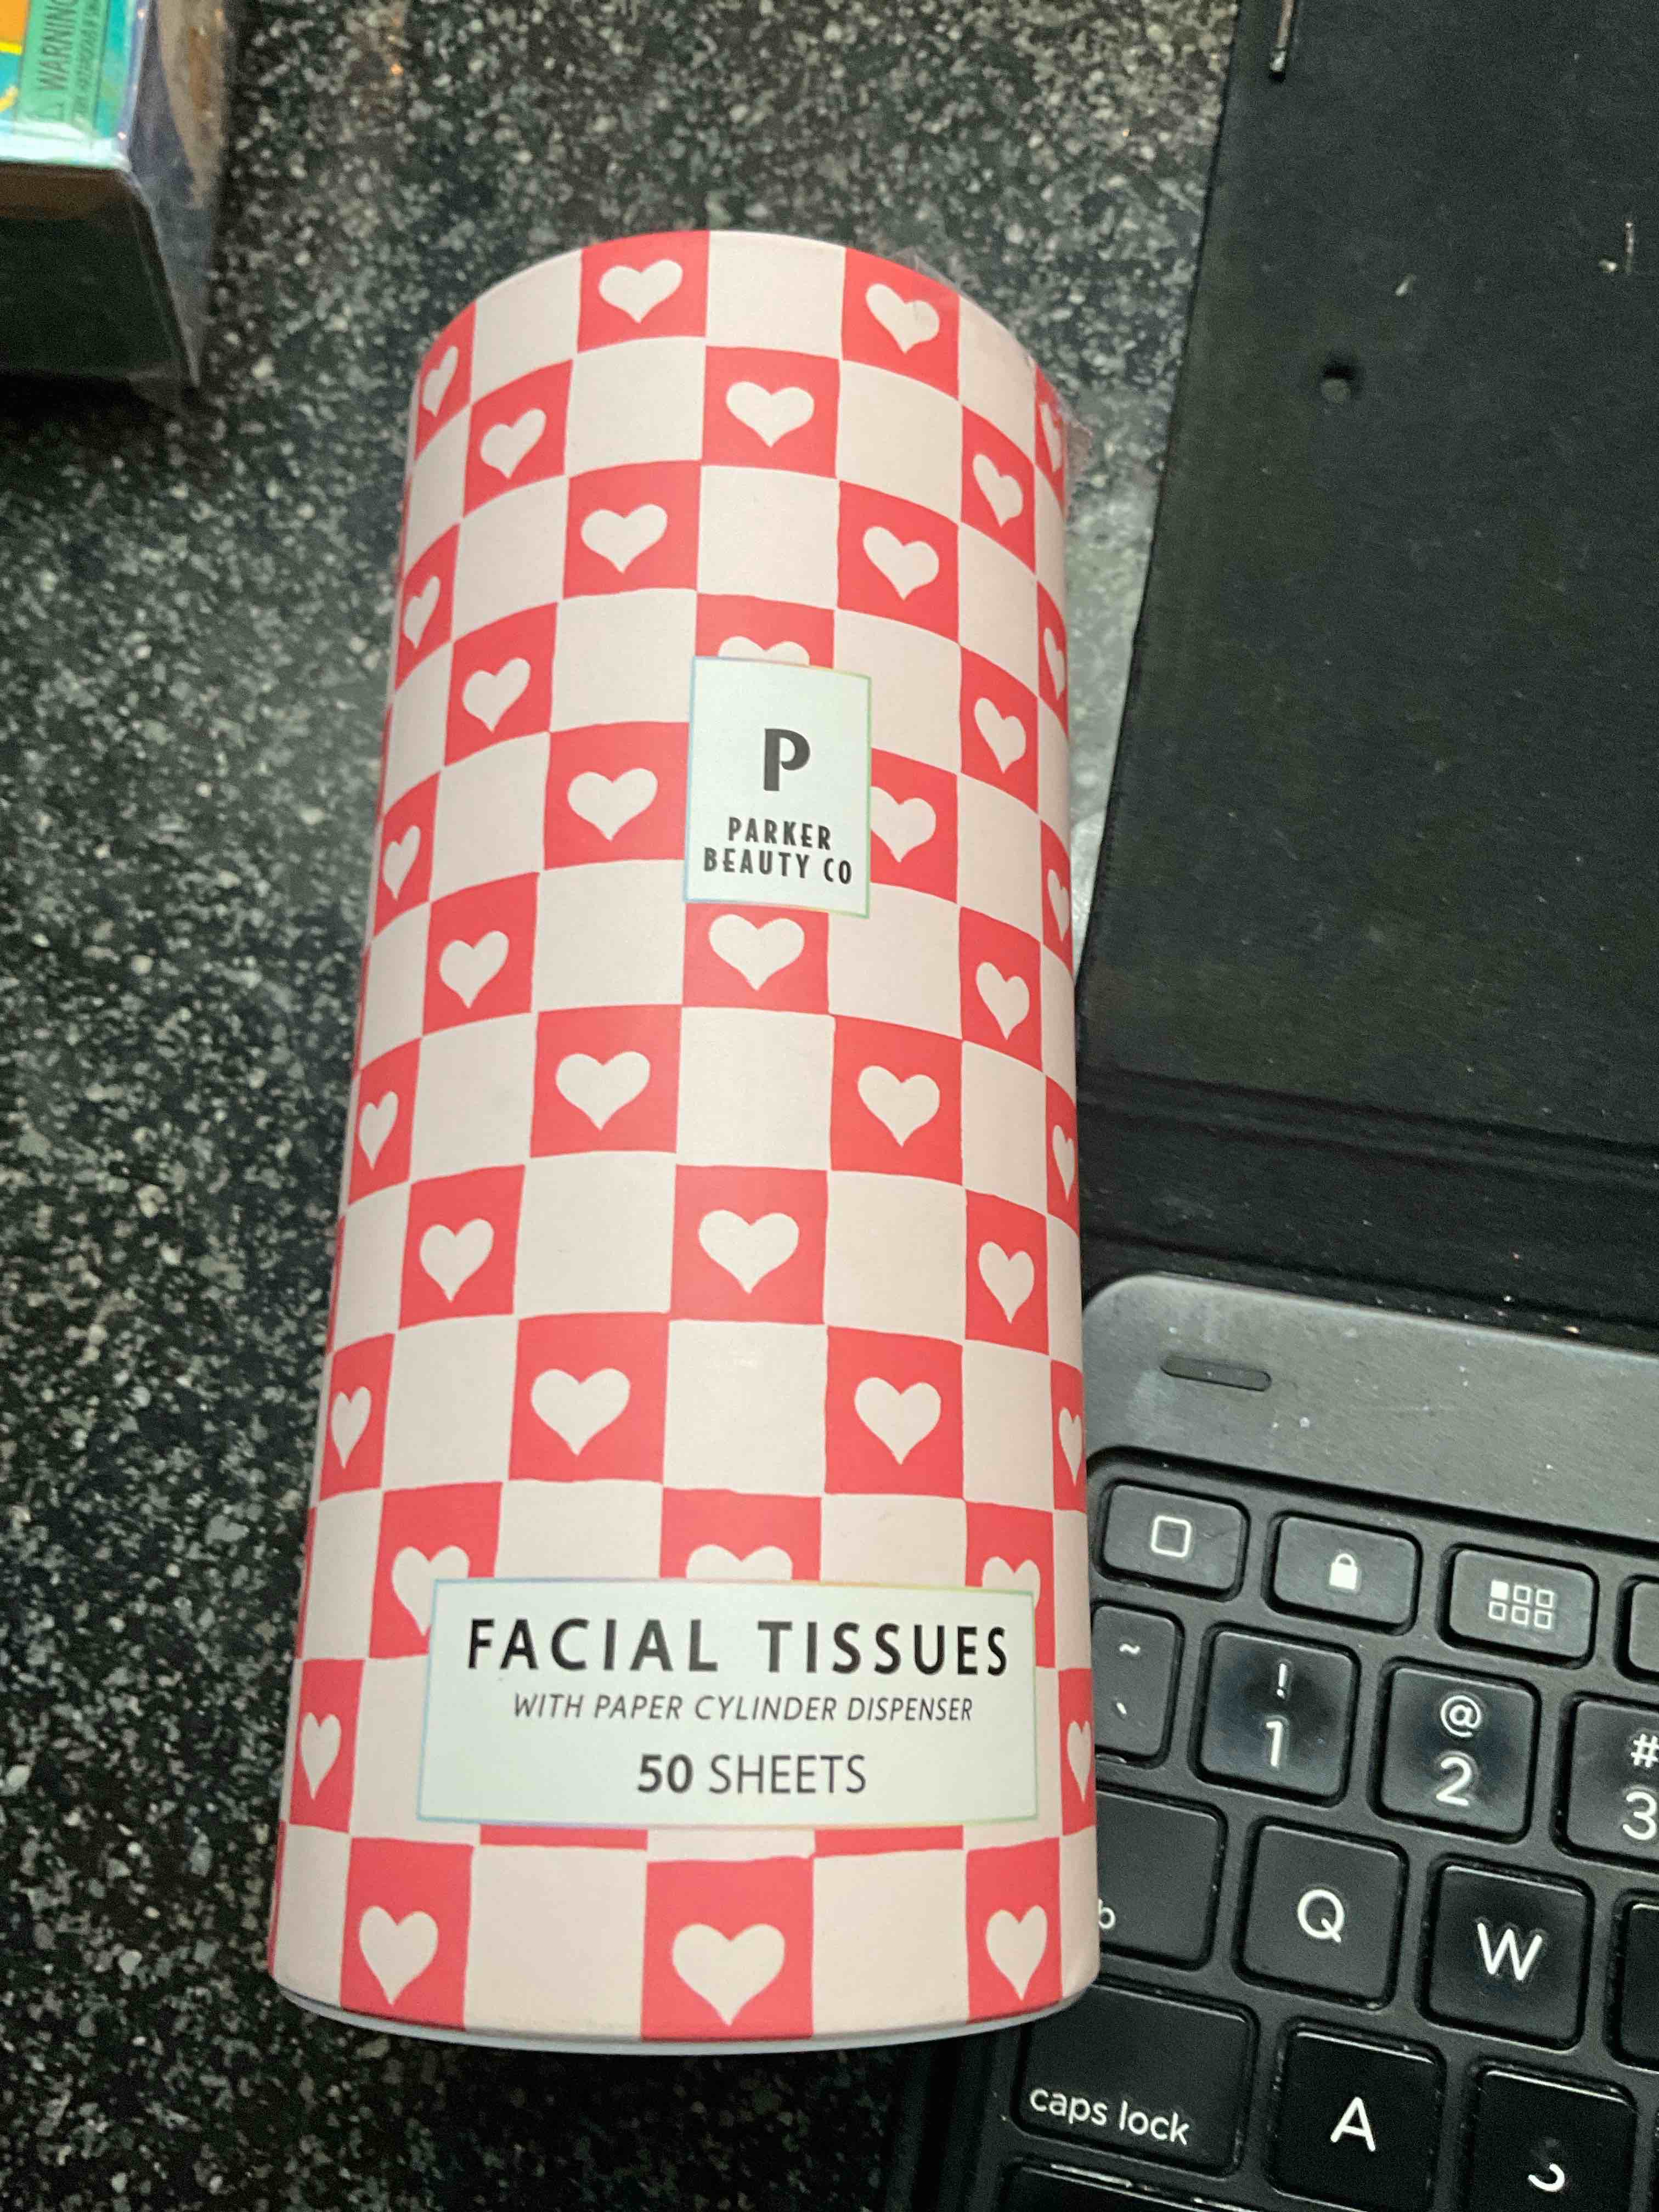 WARNING
P
PARKER
BEAUTY CO
FACIAL TISSUES
WITH PAPER CYLINDER DISPENSER
50 SHEETS
~
`
!
1
@
2
#
3
b
Q
W
caps lock
A